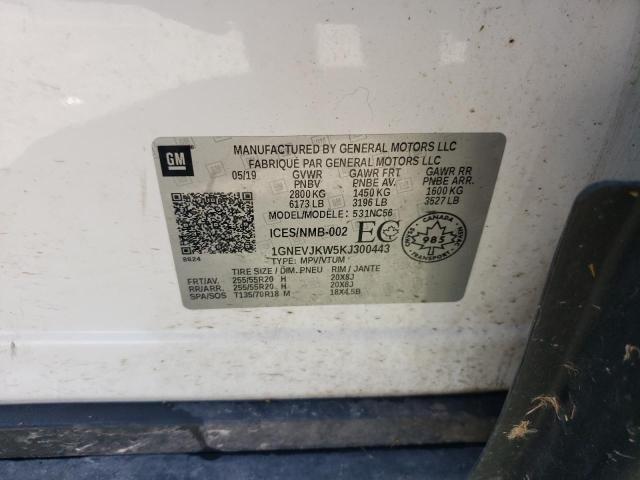 MANUFACTURED BY GENERAL MOTORS LLC
FABRIQUÉ PAR GENERAL MOTORS LLC
GM
05/19 GVWR GAWR FRT GAWR RR
PNBV PNBE AV. PNBE ARR.
2800 KG 1450 KG 1600 KG
6173 LB 3196 LB 3527 LB
MODEL/MODÈLE: 531NC56
ICES/NMB-002 EC
CANADA
985
1GNEVJKW5KJ300443
8624
TYPE: MPV/VTUM
TIRE SIZE / DIM. PNEU RIM / JANTE
FRT/AV. 255/55R20 H 20X8J
RR/ARR. 255/55R20 H 20X8J
SPA/SOS T135/70R18 M 18X4.5B